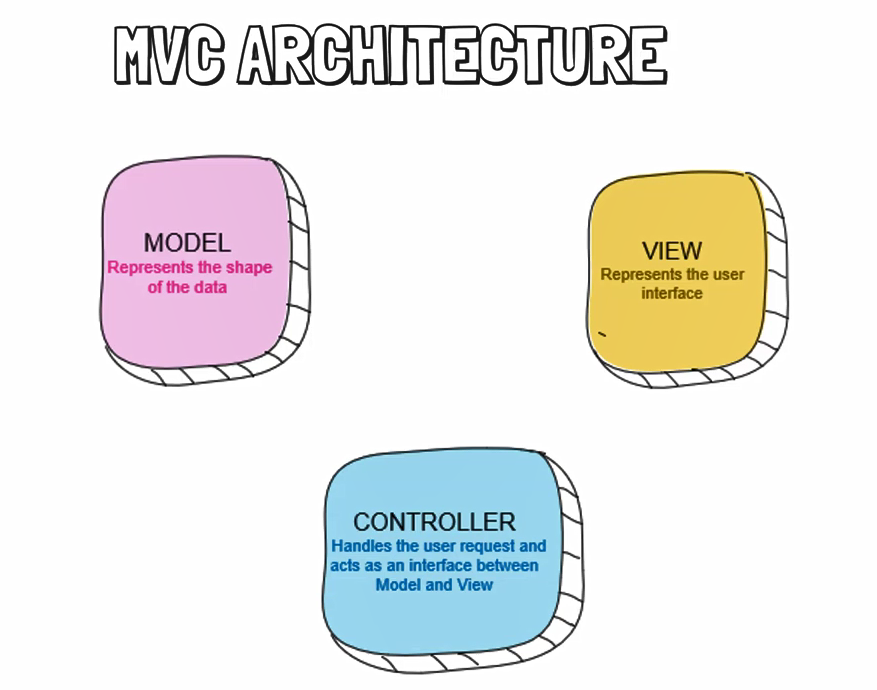 MVC ARCHITECTURE
MODEL
Represents the shape
of the data
VIEW
Represents the user
interface
CONTROLLER
Handles the user request and
acts as an interface between
Model and View